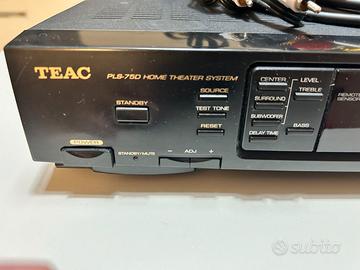 TEAC
PLS-75D HOME THEATER SYSTEM
STANDBY
SOURCE
TEST TONE
RESET
CENTER
SURROUND
SUBWOOFER
DELAY TIME
LEVEL
TREBLE
BASS
REMOTE
SENSOR
POWER
STANDBY/MUTE
− ADJ +
subito